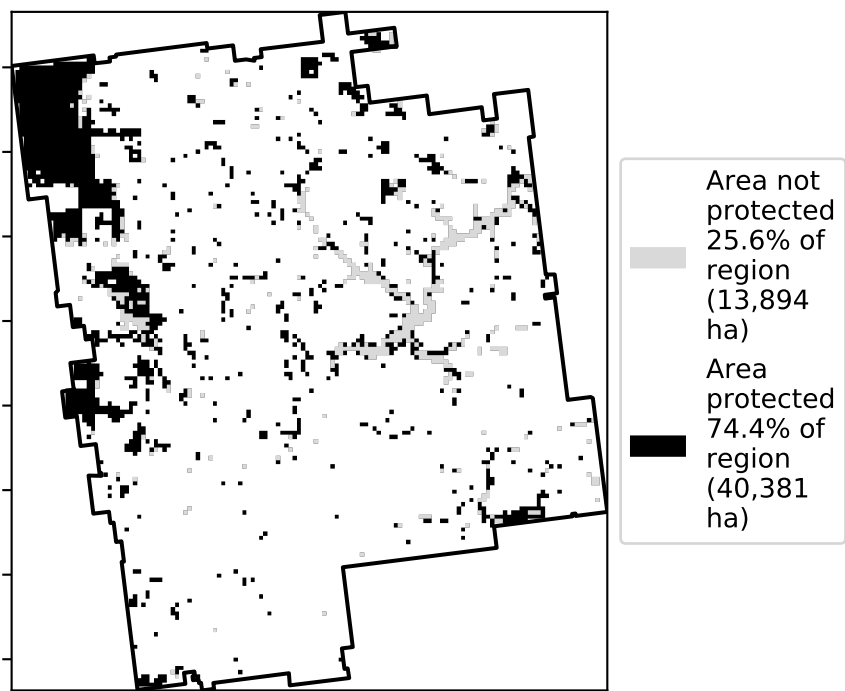 Area not
protected
25.6% of
region
(13,894
ha)
Area
protected
74.4% of
region
(40,381
ha)